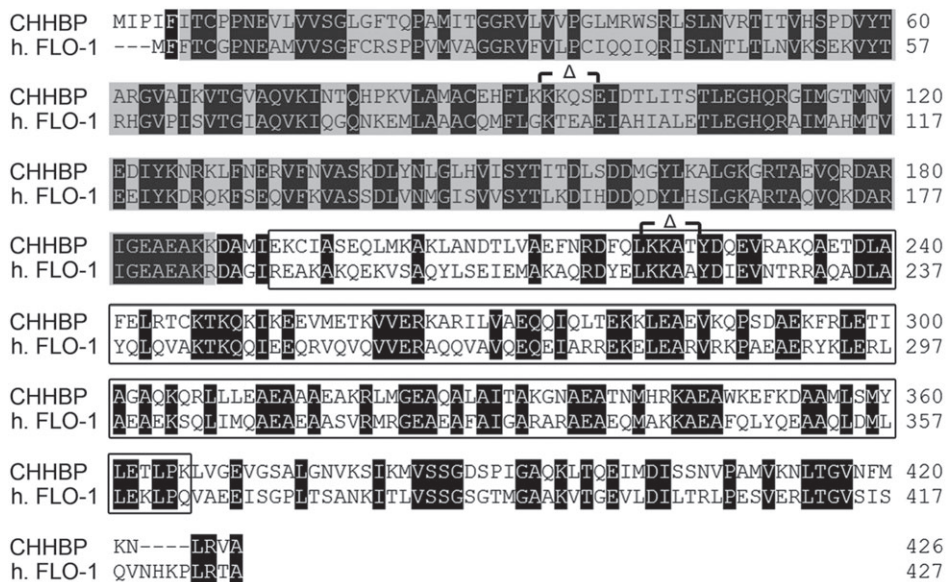 CHHBP MIPIFITCPPNEVLVVSGLGFTQPAMITGGRVLVVPGLMRWSRLSLNVRTITVHSPDVYT 60
h. FLO-1 ---MFFTCGPNEAMVVSGFCRSPPVMVAGGRVFVLPCIQQIQRISLNTLTLNVKSEKVYT 57
Δ
CHHBP ARGVAIKVTGVAQVKINTQHPKVLAMACEHFLKKKQSEIDTLITSTLEGHQRGIMGTMNV 120
h. FLO-1 RHGVPISVTGIAQVKIQGQNKEMLAAACQMFLGKTEAEIAHIALETLEGHQRAIMAHMTV 117
CHHBP EDIYKNRKLFNERVFNVASKDLYNLGLHVISYTITDLSDDMGYLKALGKGRTAEVQRDAR 180
h. FLO-1 EEIYKDRQKFSEQVFKVASSDLVNMGISVVSYTLKDIHDDQDYLHSLGKARTAQVQKDAR 177
Δ
CHHBP IGEAEAKKDAMIEKCIASEQLMKAKLANDTLVAEFNRDFQLKKATYDQEVRAKQAETDLA 240
h. FLO-1 IGEAEAKRDAGIREAKAKQEKVSAQYLSEIEMAKAQRDYELKKAAYDIEVNTRRAQADLA 237
CHHBP FELRTCKTKQKIKEEVMETKVVERKARILVAEQQIQLTEKKLEAEVKQPSDAEKFRLETI 300
h. FLO-1 YQLQVAKTKQQIEEQRVQVQVVERAQQVAVQEQEIARREKELEARVRKPAEAERYKLERL 297
CHHBP AGAQKQRLLLEAEAAAEAKRLMGEAQALAITAKGNAEATNMHRKAEAWKEFKDAAMLSMY 360
h. FLO-1 AEAEKSQLIMQAEAEAASVRMRGEAEAFAIGARARAEAEQMAKKAEAFQLYQEAAQLDML 357
CHHBP LETLPKLVGEVGSALGNVKSIKMVSSGDSPIGAQKLTQEIMDISSNVPAMVKNLTGVNFM 420
h. FLO-1 LEKLPQVAEEISGPLTSANKITLVSSGSGTMGAAKVTGEVLDILTRLPESVERLTGVSIS 417
CHHBP KN----LRVA 426
h. FLO-1 QVNHKPLRTA 427